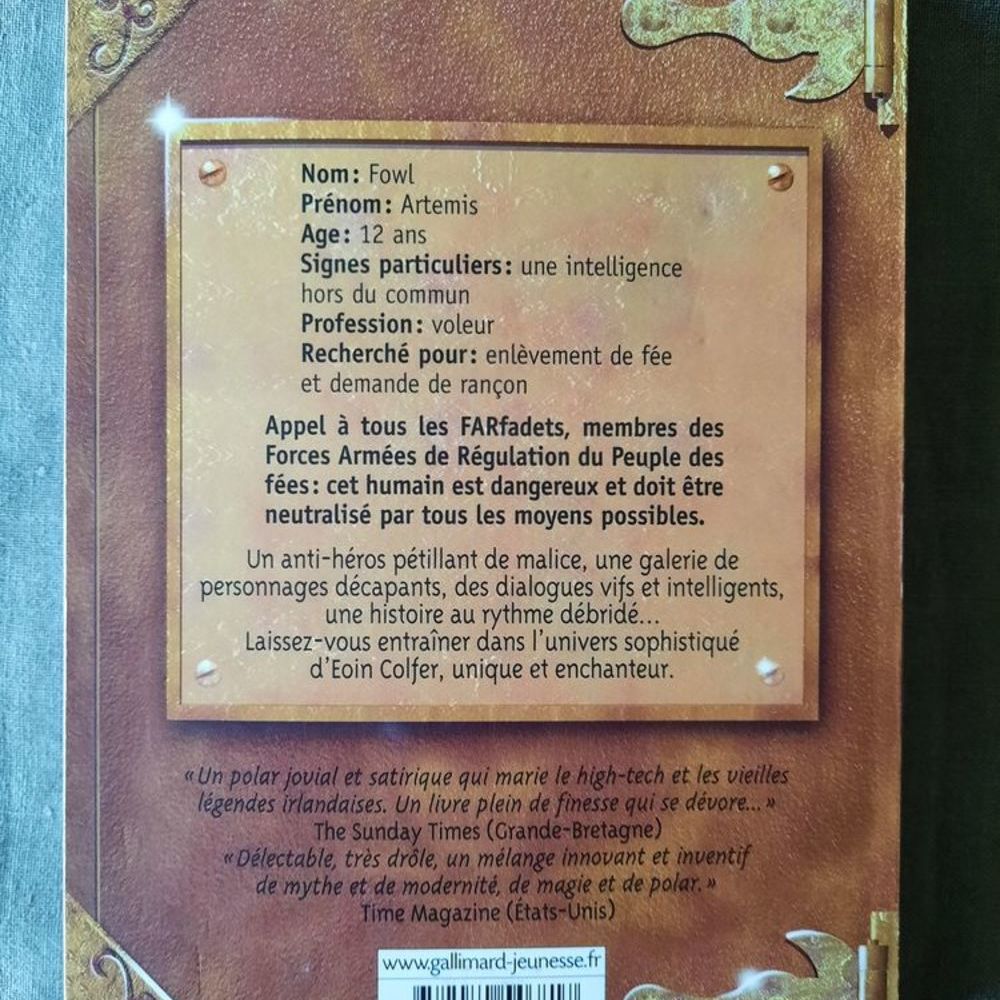 Nom : Fowl
Prénom : Artemis
Age : 12 ans
Signes particuliers : une intelligence
hors du commun
Profession : voleur
Recherché pour : enlèvement de fée
et demande de rançon
Appel à tous les FARfadets, membres des
Forces Armées de Régulation du Peuple des
fées : cet humain est dangereux et doit être
neutralisé par tous les moyens possibles.
Un anti-héros pétillant de malice, une galerie de
personnages décapants, des dialogues vifs et intelligents,
une histoire au rythme débridé...
Laissez-vous entraîner dans l'univers sophistiqué
d'Eoin Colfer, unique et enchanteur.
« Un polar jovial et satirique qui marie le high-tech et les vieilles
légendes irlandaises. Un livre plein de finesse qui se dévore... »
The Sunday Times (Grande-Bretagne)
« Délectable, très drôle, un mélange innovant et inventif
de mythe et de modernité, de magie et de polar. »
Time Magazine (États-Unis)
www.gallimard-jeunesse.fr